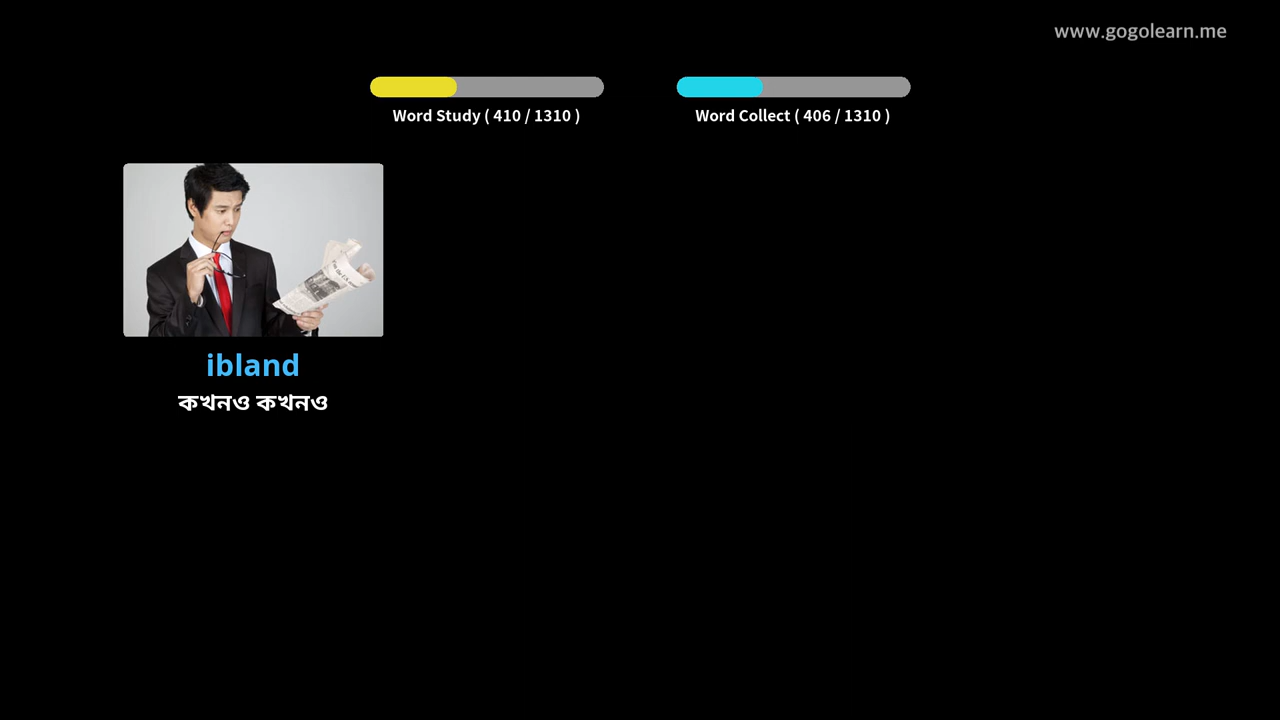 www.gogolearn.me
Word Study ( 410 / 1310 )
Word Collect ( 406 / 1310 )
ibland
কখনও কখনও